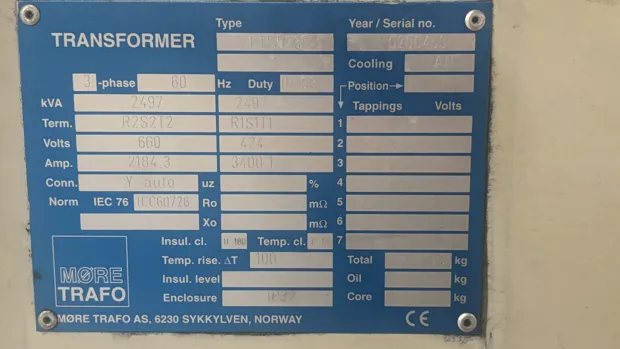 TRANSFORMER
Type
Year / Serial no.
Cooling
3 -phase 60 Hz Duty
Position
kVA 2497 2497
Tappings Volts
Term. R2S2T2 R1S1T1 1
Volts 660 424 2
Amp. 2184.3 3400.1 3
Conn. Y-auto uz % 4
Norm IEC 76 IEC60726 Ro mΩ 5
Xo mΩ 6
Insul. cl. H 180 Temp. cl. 7
MØRE TRAFO
Temp. rise. ΔT 100 Total kg
Insul. level Oil kg
Enclosure Core kg
MØRE TRAFO AS, 6230 SYKKYLVEN, NORWAY CE